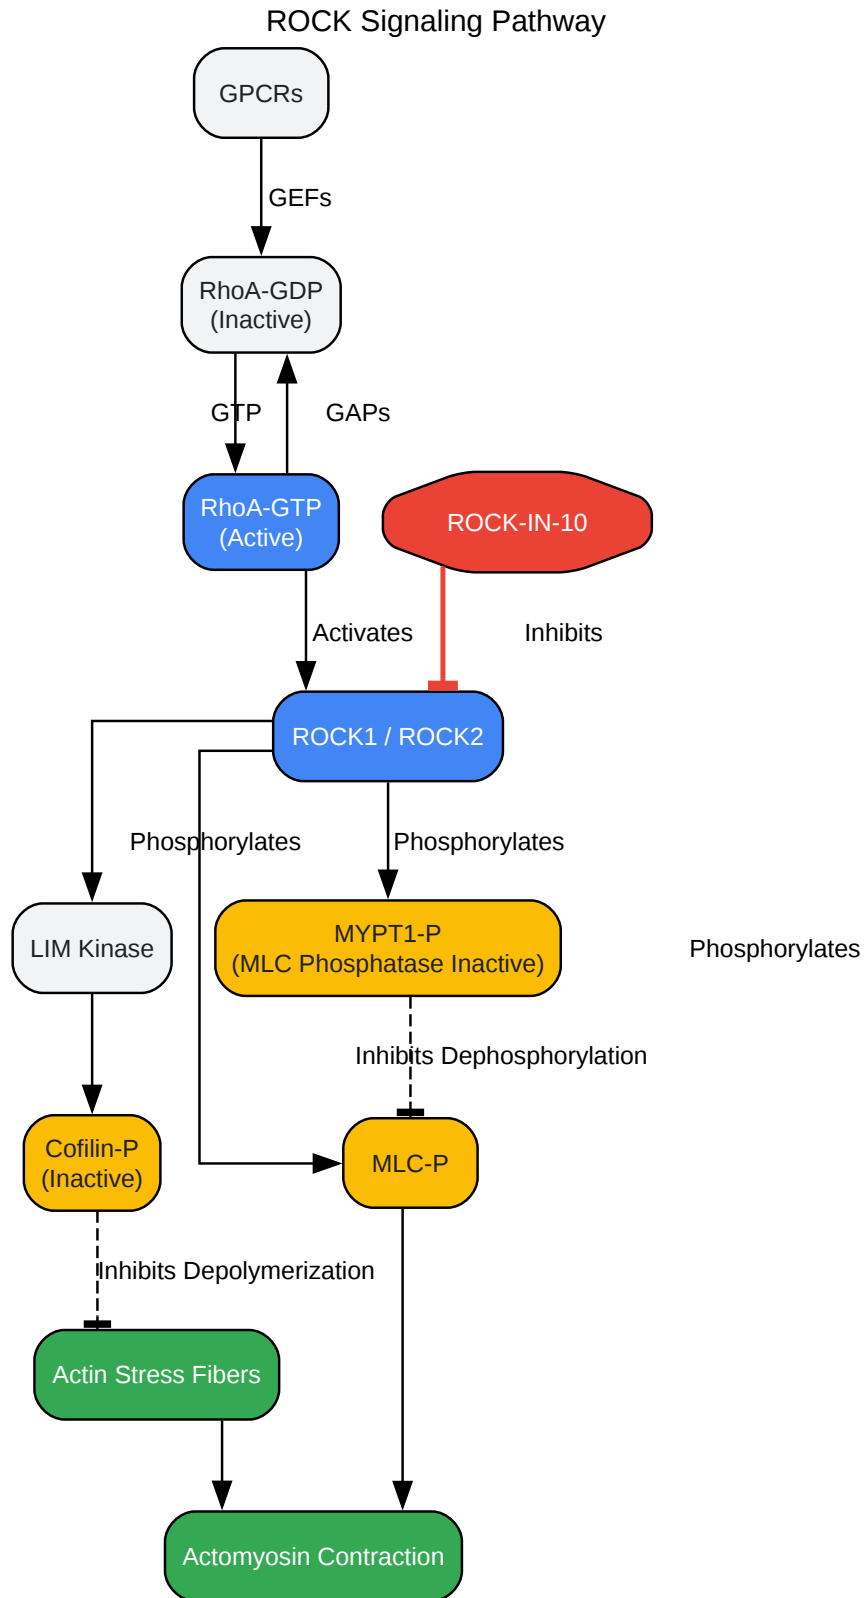 ROCK Signaling Pathway
GPCRs
GEFs
RhoA-GDP
(Inactive)
GTP
GAPs
RhoA-GTP
(Active)
ROCK-IN-10
Activates
Inhibits
ROCK1 / ROCK2
Phosphorylates
Phosphorylates
LIM Kinase
MYPT1-P
(MLC Phosphatase Inactive)
Phosphorylates
Inhibits Dephosphorylation
Cofilin-P
(Inactive)
MLC-P
Inhibits Depolymerization
Actin Stress Fibers
Actomyosin Contraction